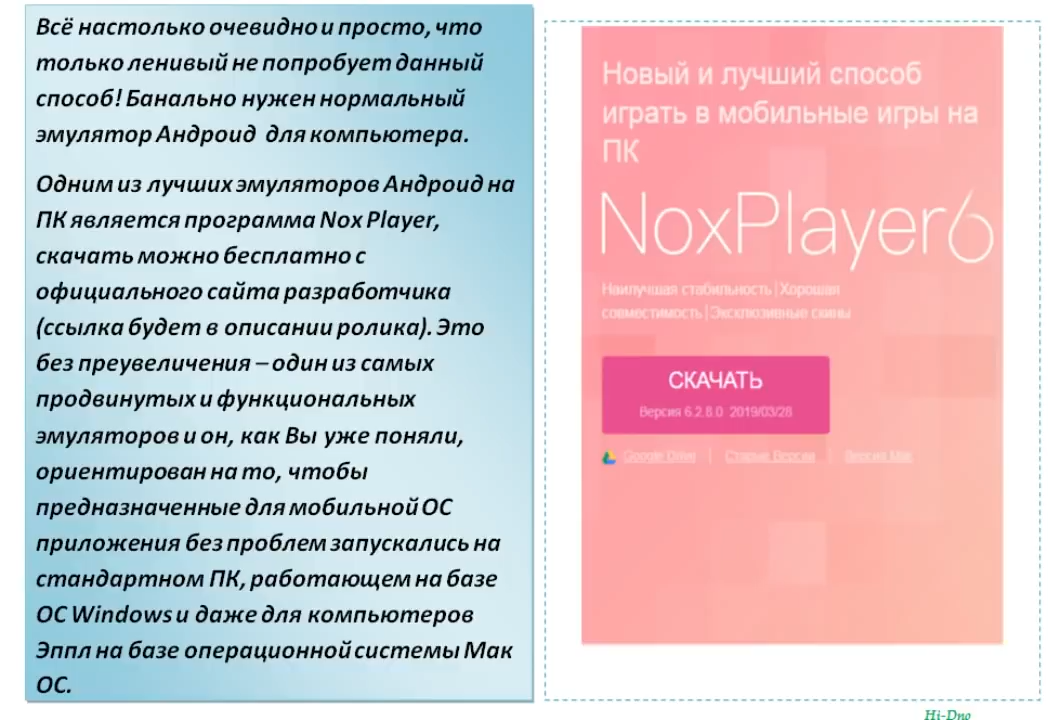 Всё настолько очевидно и просто, что
только ленивый не попробует данный
способ! Банально нужен нормальный
эмулятор Андроид для компьютера.
Одним из лучших эмуляторов Андроид на
ПК является программа Nox Player,
скачать можно бесплатно с
официального сайта разработчика
(ссылка будет в описании ролика). Это
без преувеличения – один из самых
продвинутых и функциональных
эмуляторов и он, как Вы уже поняли,
ориентирован на то, чтобы
предназначенные для мобильной ОС
приложения без проблем запускались на
стандартном ПК, работающем на базе
ОС Windows и даже для компьютеров
Эппл на базе операционной системы Мак
ОС.
Новый и лучший способ
играть в мобильные игры на
ПК
NoxPlayer6
Наилучшая стабильность | Хорошая
совместимость | Эксклюзивные скины
СКАЧАТЬ
Версия 6.2.8.0 2019/03/28
Google Drive | Старые Версии | Версия Mac
Hi-Dno